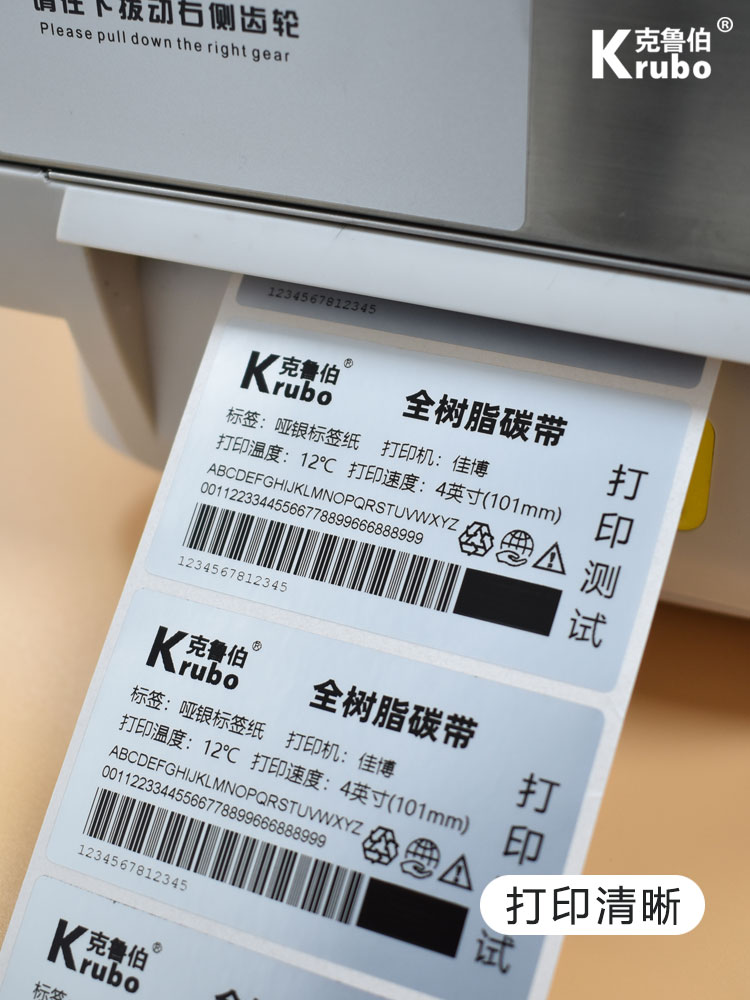 请往下拨动右侧齿轮
Please pull down the right gear
克鲁伯®
Krubo
1234567812345
克鲁伯®
Krubo
全树脂碳带
标签：哑银标签纸 打印机：佳博
打印温度：12℃ 打印速度：4英寸(101mm)
ABCDEFGHIJKLMNOPQRSTUVWXYZ
00112233445566778899666888999
1234567812345
打印测试
克鲁伯®
Krubo
全树脂碳带
标签：哑银标签纸 打印机：佳博
打印温度：12℃ 打印速度：4英寸(101mm)
ABCDEFGHIJKLMNOPQRSTUVWXYZ
00112233445566778899666888999
1234567812345
打印 试
打印清晰
克鲁伯®
Krubo
标签